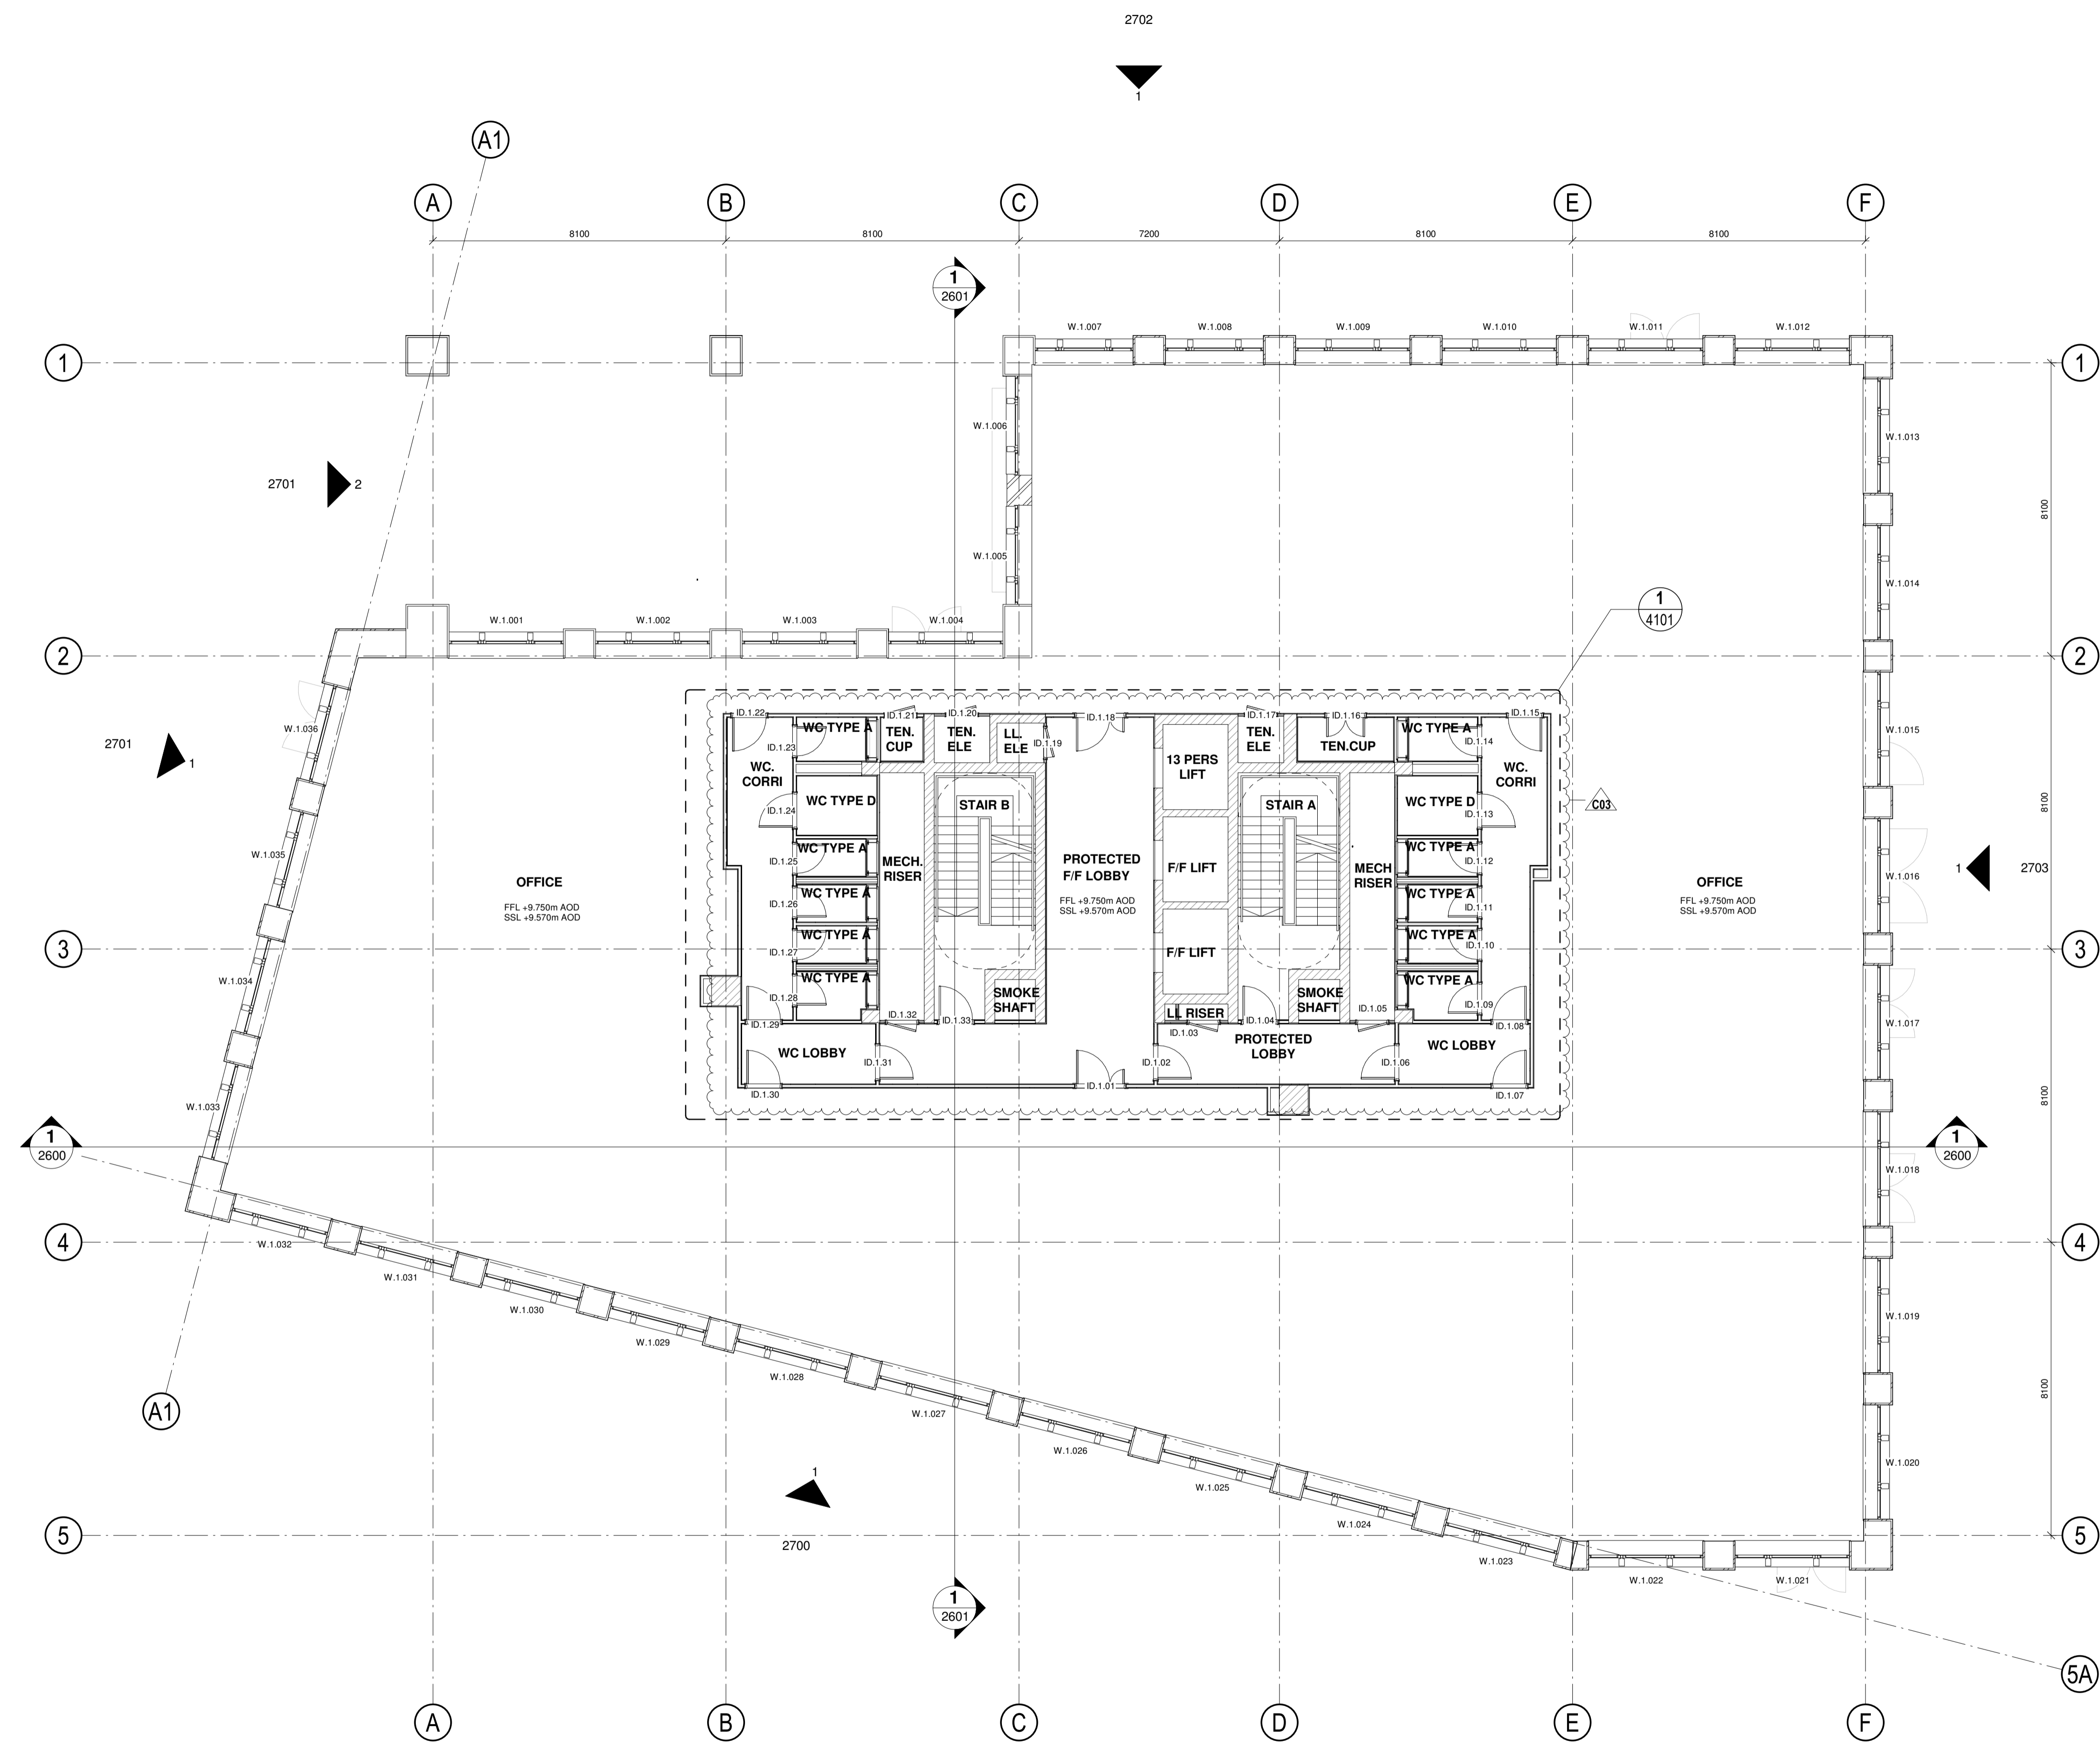 2702
1
A1
A
B
C
D
E
F
8100
8100
7200
8100
8100
1
2601
W.1.007
W.1.008
W.1.009
W.1.010
W.1.011
W.1.012
1
1
W.1.006
W.1.013
2701
2
8100
W.1.005
W.1.014
1
4101
W.1.001
W.1.002
W.1.003
W.1.004
2
2
ID.1.22
ID.1.21
ID.1.20
ID.1.18
ID.1.17
ID.1.16
ID.1.15
W.1.036
WC TYPE A
TEN.
CUP
TEN.
ELE
LL.
ELE
ID.1.19
TEN.
ELE
TEN.CUP
WC TYPE A
ID.1.14
W.1.015
2701
1
ID.1.23
WC.
CORRI
13 PERS
LIFT
WC.
CORRI
WC TYPE D
ID.1.24
STAIR B
STAIR A
WC TYPE D
ID.1.13
C03
8100
W.1.035
WC TYPE A
ID.1.25
MECH.
RISER
PROTECTED
F/F LOBBY
F/F LIFT
MECH
RISER
WC TYPE A
ID.1.12
1
2703
W.1.016
OFFICE
FFL +9.750m AOD
SSL +9.570m AOD
WC TYPE A
ID.1.26
FFL +9.750m AOD
SSL +9.570m AOD
WC TYPE A
ID.1.11
OFFICE
FFL +9.750m AOD
SSL +9.570m AOD
WC TYPE A
ID.1.27
F/F LIFT
WC TYPE A
ID.1.10
3
3
W.1.034
WC TYPE A
ID.1.28
SMOKE
SHAFT
SMOKE
SHAFT
WC TYPE A
ID.1.09
ID.1.29
ID.1.32
ID.1.33
LL RISER
ID.1.03
ID.1.04
ID.1.05
ID.1.08
W.1.017
WC LOBBY
ID.1.31
ID.1.02
PROTECTED
LOBBY
ID.1.06
WC LOBBY
ID.1.30
ID.1.01
ID.1.07
8100
W.1.033
1
2600
1
2600
W.1.018
4
W.1.032
4
W.1.031
W.1.030
W.1.019
W.1.029
W.1.028
8100
A1
W.1.027
W.1.026
W.1.020
1
W.1.025
W.1.024
5
2700
W.1.023
5
W.1.022
W.1.021
1
2601
5A
A
B
C
D
E
F